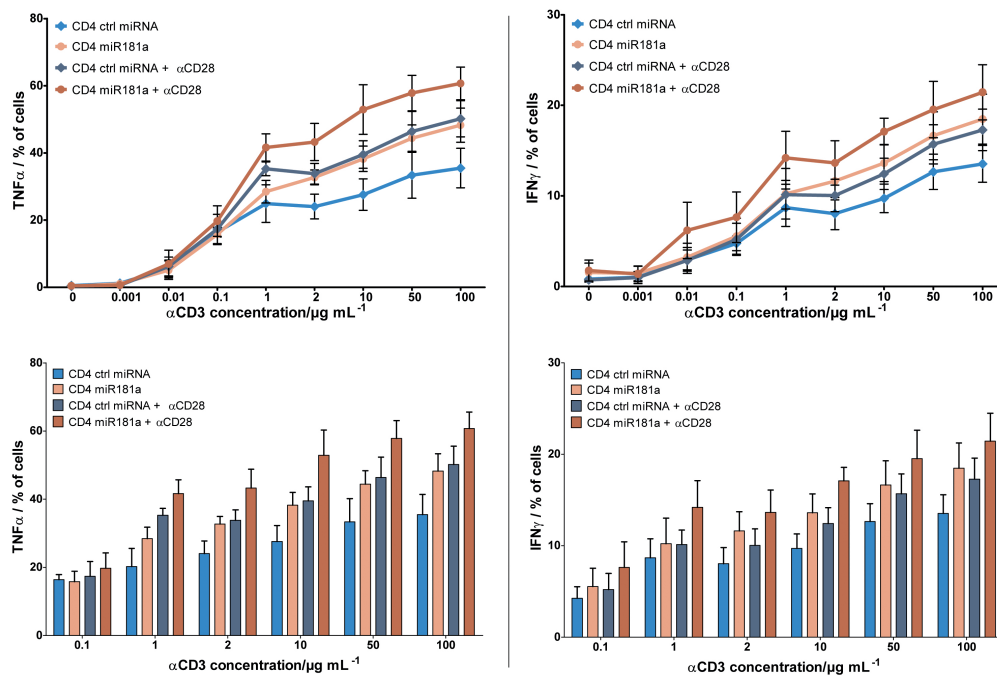 80
60
40
20
0
TNFα / % of cells
CD4 ctrl miRNA
CD4 miR181a
CD4 ctrl miRNA + αCD28
CD4 miR181a + αCD28
0 0.001 0.01 0.1 1 2 10 50 100
αCD3 concentration/µg mL⁻¹
30
20
10
0
IFNγ / % of cells
CD4 ctrl miRNA
CD4 miR181a
CD4 ctrl miRNA + αCD28
CD4 miR181a + αCD28
0 0.001 0.01 0.1 1 2 10 50 100
αCD3 concentration/µg mL⁻¹
80
60
40
20
0
TNFα / % of cells
CD4 ctrl miRNA
CD4 miR181a
CD4 ctrl miRNA + αCD28
CD4 miR181a + αCD28
0.1 1 2 10 50 100
αCD3 concentration/µg mL⁻¹
30
20
10
0
IFNγ / % of cells
CD4 ctrl miRNA
CD4 miR181a
CD4 ctrl miRNA + αCD28
CD4 miR181a + αCD28
0.1 1 2 10 50 100
αCD3 concentration/µg mL⁻¹